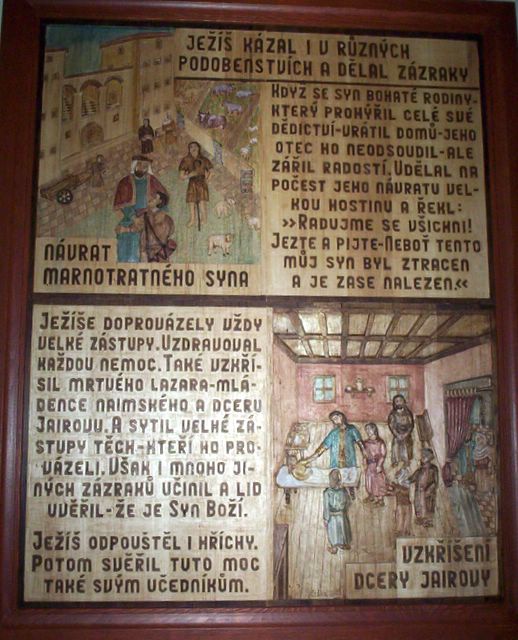 JEŽÍŠ KÁZAL I V RŮZNÝCH
PODOBENSTVÍCH A DĚLAL ZÁZRAKY
KDYŽ SE SYN BOHATÉ RODINY-
KTERÝ PROHÝŘIL CELÉ SVÉ
DĚDICTVÍ-VRÁTIL DOMŮ-JEHO
OTEC HO NEODSOUDIL-ALE
ZÁŘIL RADOSTÍ. UDĚLAL NA
POČEST JEHO NÁVRATU VEL-
KOU HOSTINU A ŘEKL:
»RADUJME SE VŠICHNI!
JEZTE A PIJTE-NEBOŤ TENTO
MŮJ SYN BYL ZTRACEN
A JE ZASE NALEZEN.«
NÁVRAT
MARNOTRATNÉHO SYNA
JEŽÍŠE DOPROVÁZELY VŽDY
VELKÉ ZÁSTUPY. UZDRAVOVAL
KAŽDOU NEMOC. TAKÉ VZKŘÍ-
SIL MRTVÉHO LAZARA-MLÁ-
DENCE NAIMSKÉHO A DCERU
JAIROVU. A SYTIL VELKÉ ZÁ-
STUPY TĚCH-KTEŘÍ HO PRO-
VÁZELI. VŠAK I MNOHO JI-
NÝCH ZÁZRAKŮ UČINIL A LID
UVĚŘIL-ŽE JE SYN BOŽÍ.
JEŽÍŠ ODPOUŠTĚL I HŘÍCHY.
POTOM SVĚŘIL TUTO MOC
TAKÉ SVÝM UČEDNÍKŮM.
VZKŘÍŠENÍ
DCERY JAIROVY